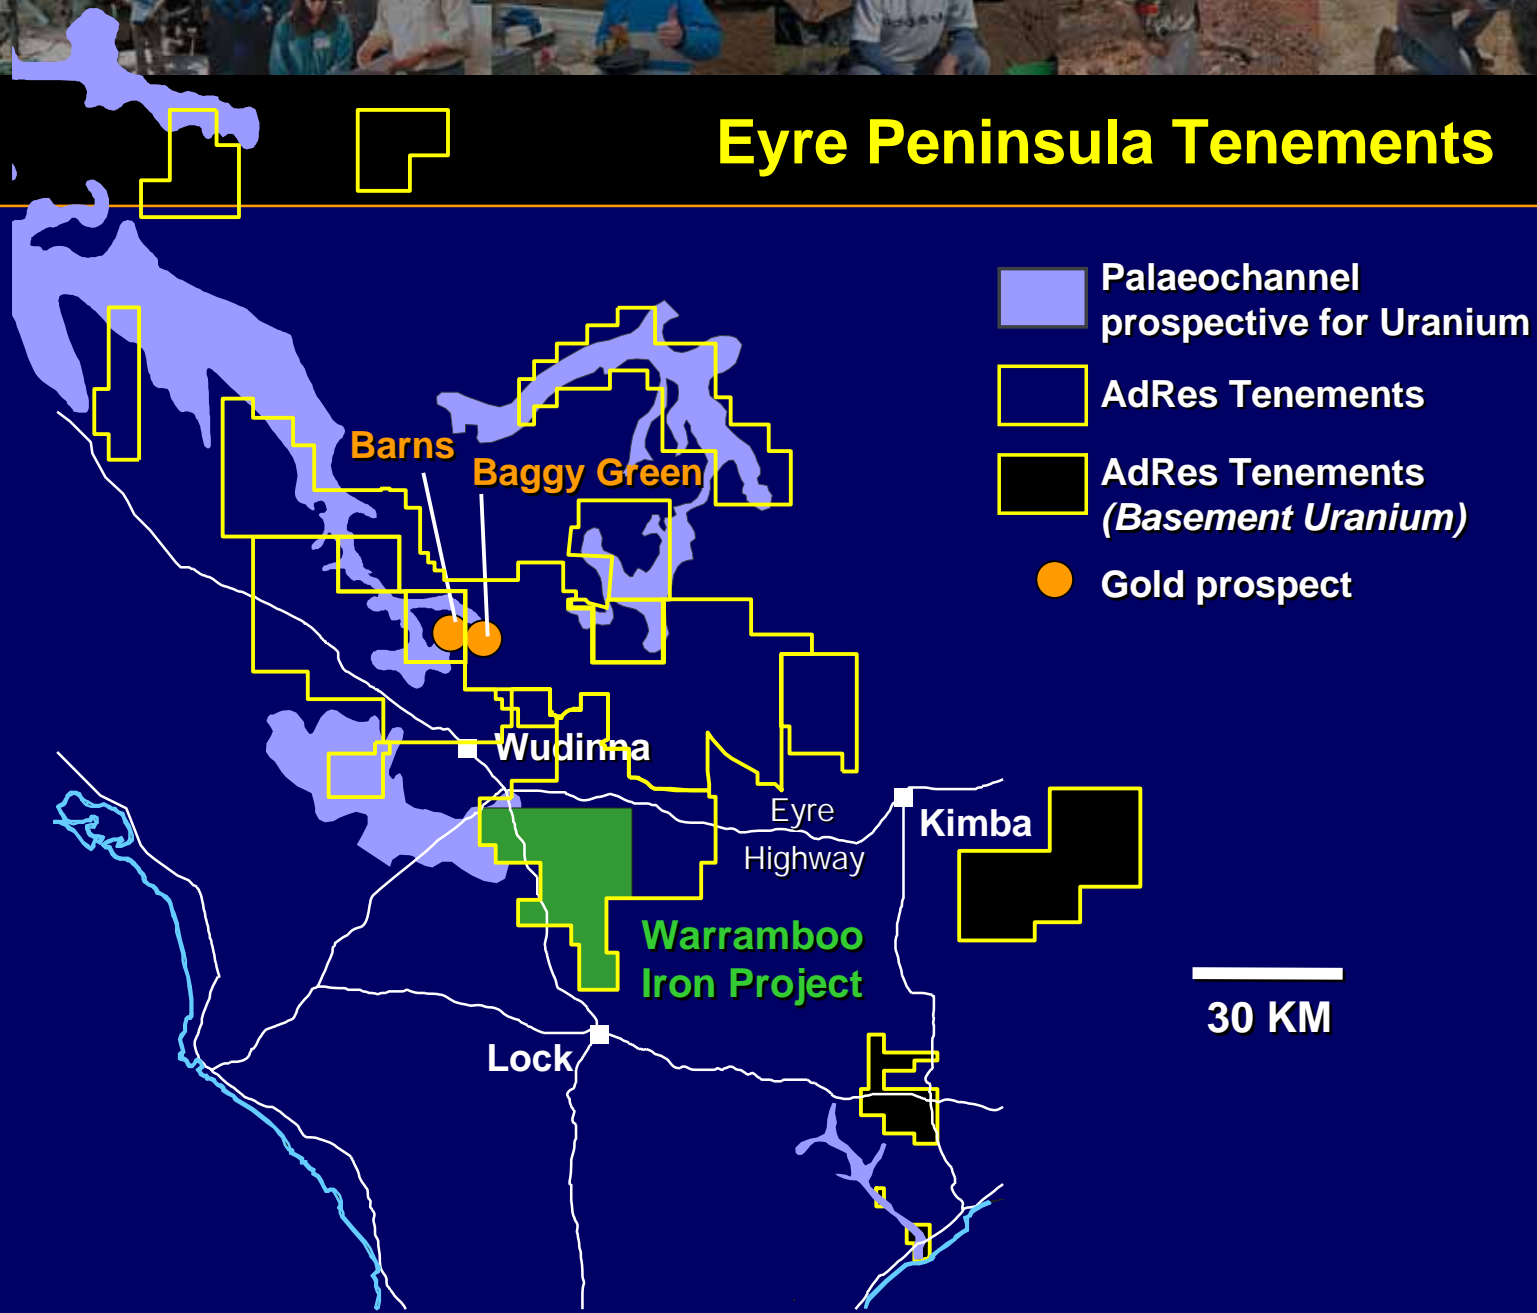 Eyre Peninsula Tenements
Palaeochannel
prospective for Uranium
AdRes Tenements
AdRes Tenements
(Basement Uranium)
Gold prospect
Barns
Baggy Green
Wudinna
Eyre
Highway
Kimba
Warramboo
Iron Project
30 KM
Lock